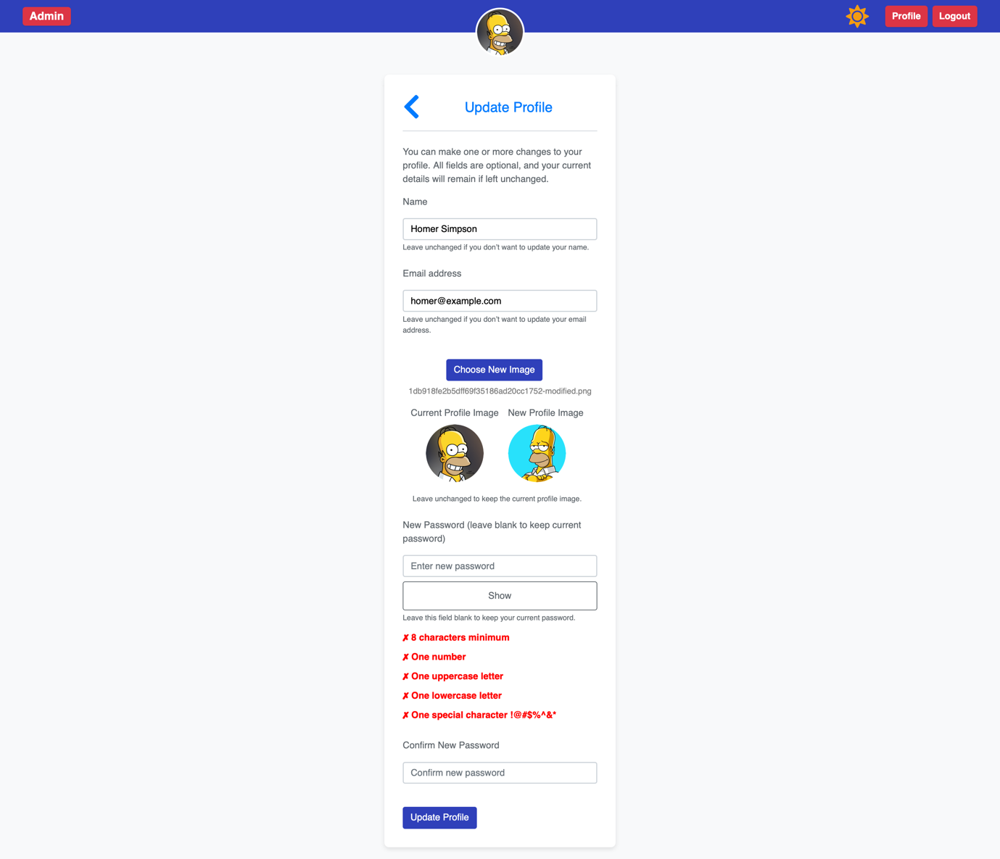 Admin
Profile
Logout
Update Profile
You can make one or more changes to your
profile. All fields are optional, and your current
details will remain if left unchanged.
Name
Homer Simpson
Leave unchanged if you don't want to update your name.
Email address
homer@example.com
Leave unchanged if you don't want to update your email
address.
Choose New Image
1db918fe2b5dff69f35186ad20cc1752-modified.png
Current Profile Image
New Profile Image
Leave unchanged to keep the current profile image.
New Password (leave blank to keep current
password)
Enter new password
Show
Leave this field blank to keep your current password.
✗ 8 characters minimum
✗ One number
✗ One uppercase letter
✗ One lowercase letter
✗ One special character !@#$%^&*
Confirm New Password
Confirm new password
Update Profile